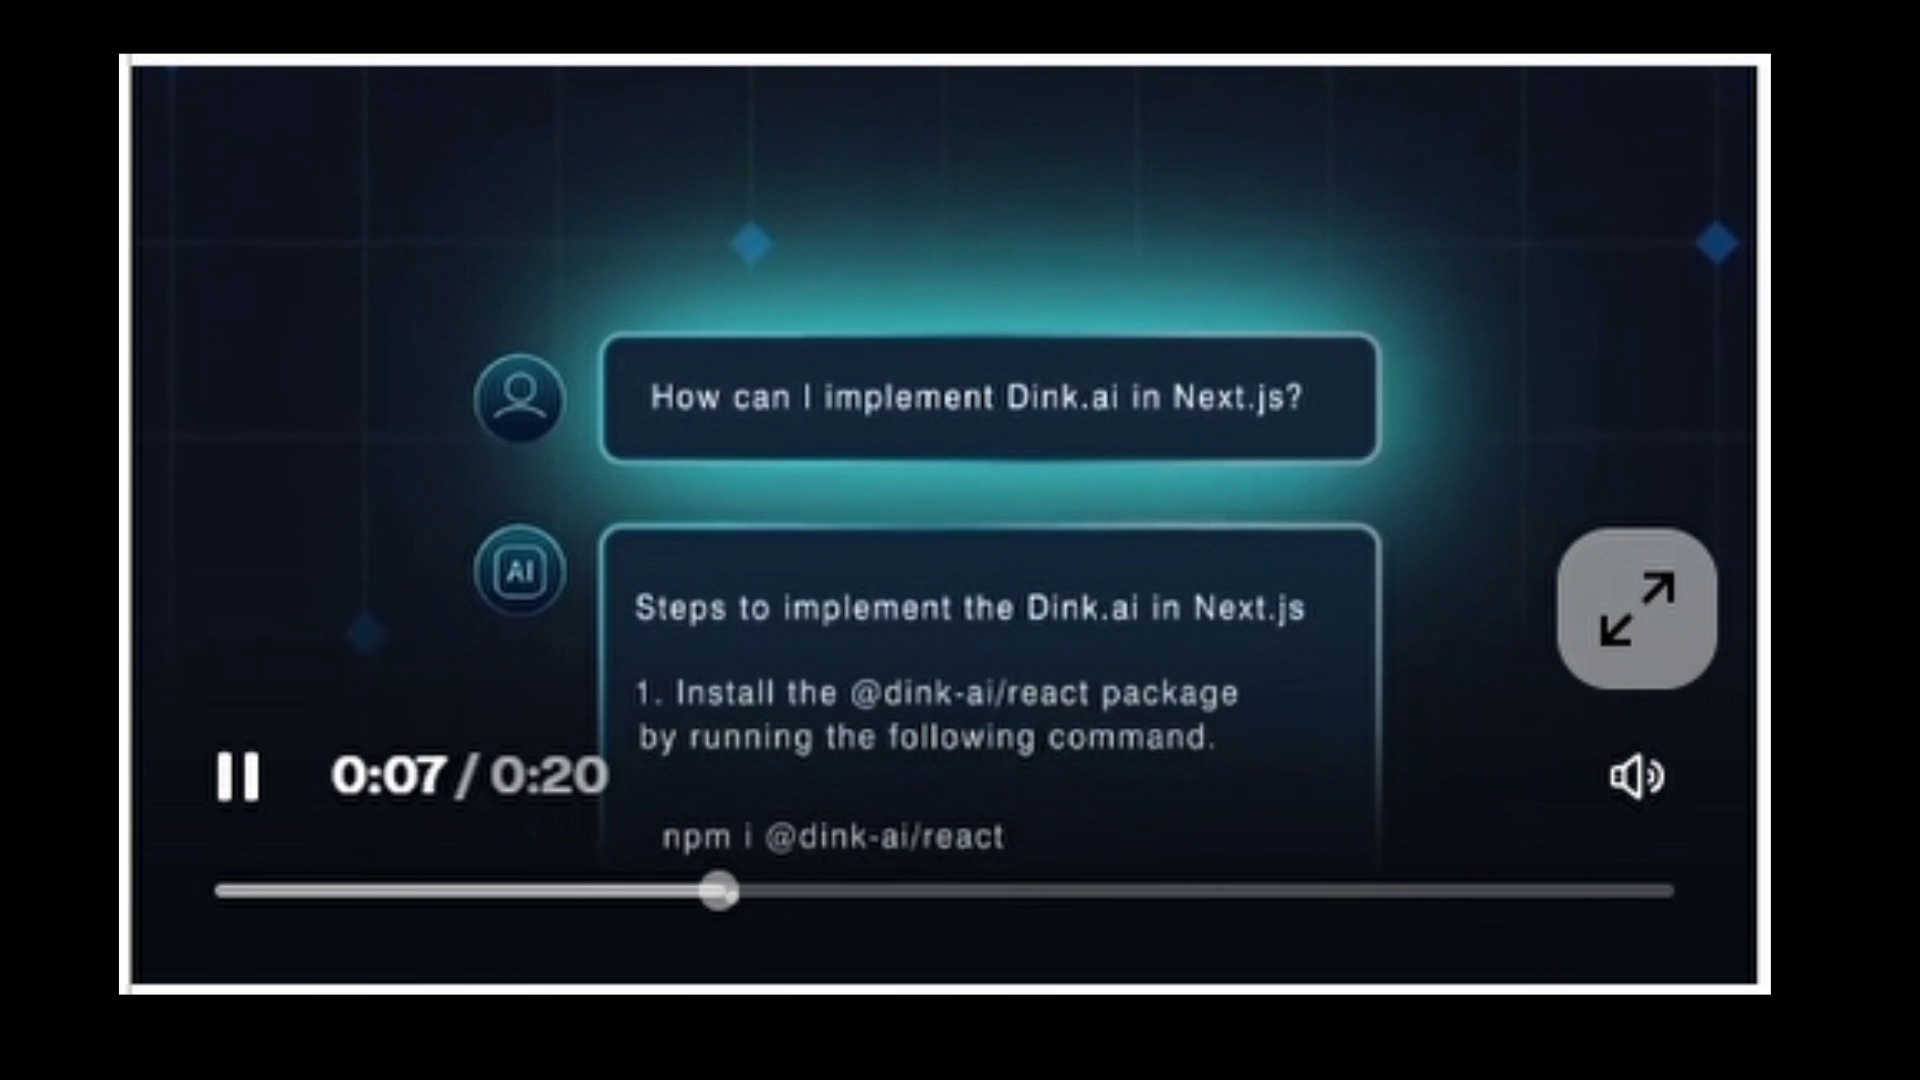 How can I implement Dink.ai in Next.js?
AI
Steps to implement the Dink.ai in Next.js
1. Install the @dink-ai/react package
by running the following command.
0:07 / 0:20
npm i @dink-ai/react